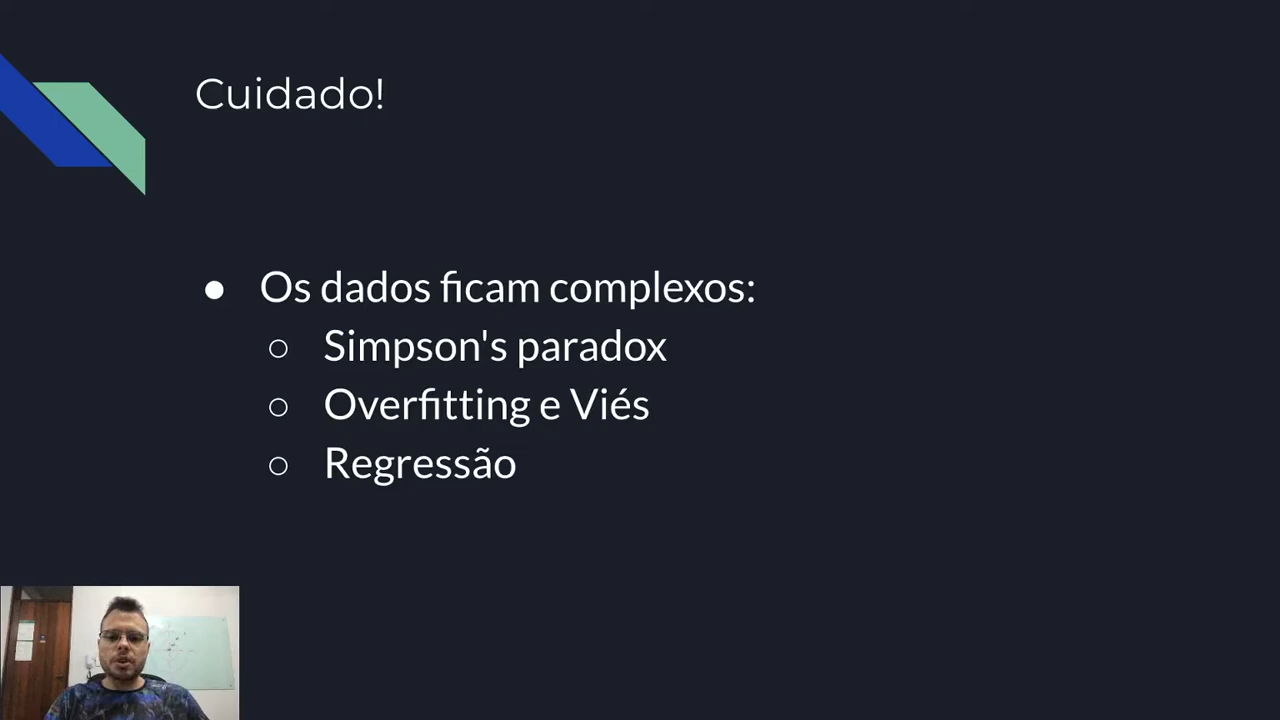 Cuidado!
● Os dados ficam complexos:
○ Simpson's paradox
○ Overfitting e Viés
○ Regressão